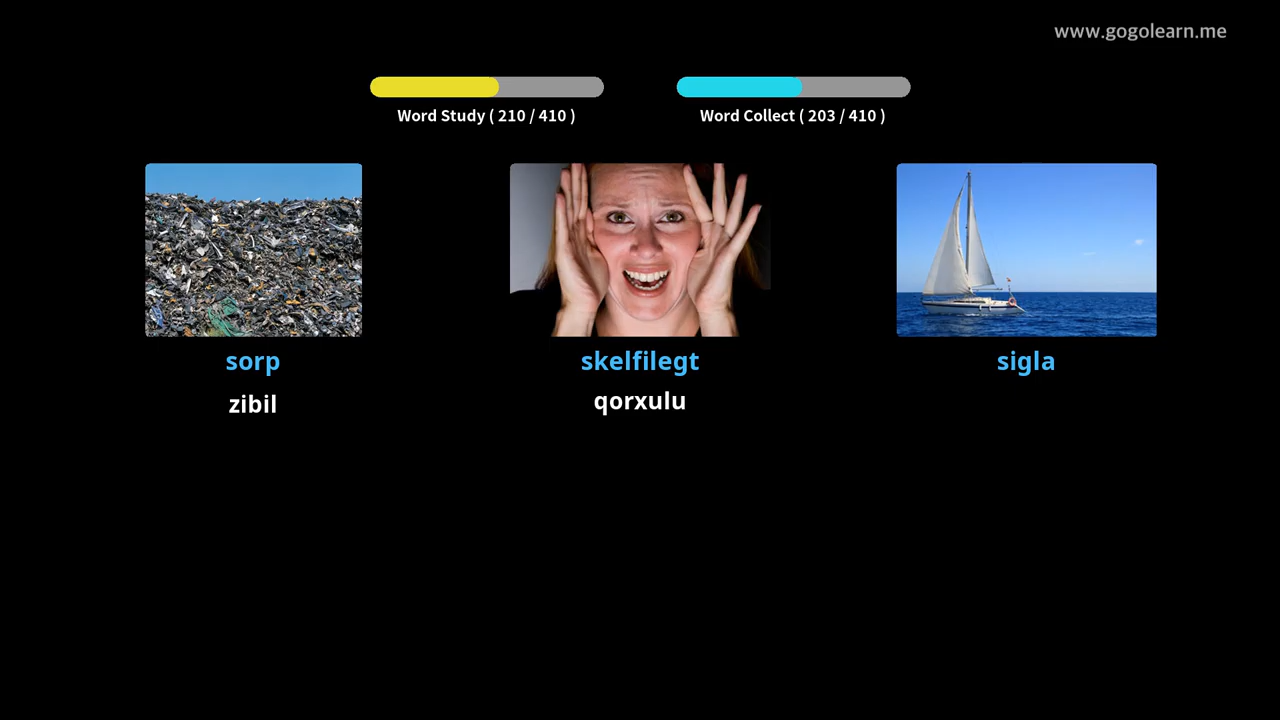 www.gogolearn.me
Word Study ( 210 / 410 )
Word Collect ( 203 / 410 )
sorp
skelfilegt
sigla
zibil
qorxulu